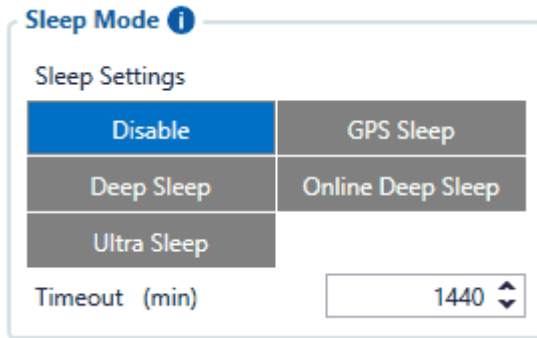 Sleep Mode i
Sleep Settings
Disable GPS Sleep
Deep Sleep Online Deep Sleep
Ultra Sleep
Timeout (min) 1440